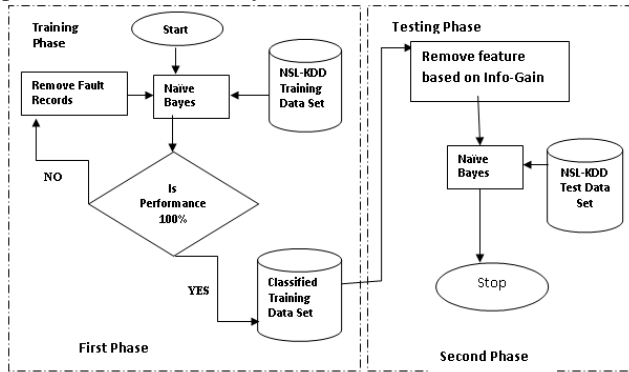 Training
Phase
Start
Remove Fault
Records
Naïve
Bayes
NSL-KDD
Training
Data Set
NO
Is
Performance
100%
YES
Classified
Training
Data Set
First Phase
Testing Phase
Remove feature
based on Info-Gain
Naïve
Bayes
NSL-KDD
Test Data
Set
Stop
Second Phase